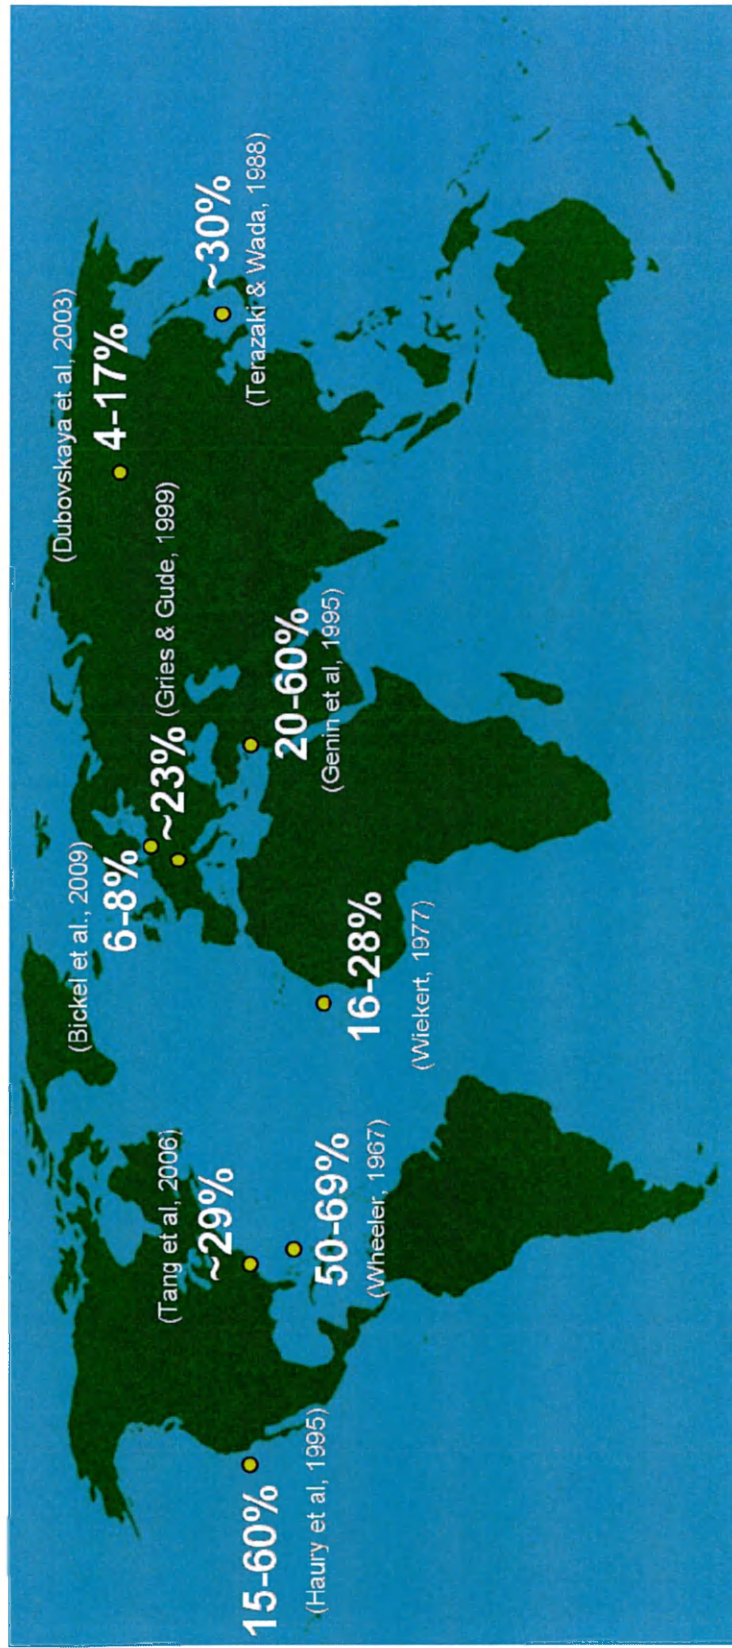 15-60%
(Haury et al, 1995)
(Tang et al, 2006)
~29%
50-69%
(Wheeler, 1967)
(Bickel et al., 2009)
6-8%
~23% (Gries & Gude, 1999)
16-28%
(Wiekert, 1977)
20-60%
(Genin et al, 1995)
(Dubovskaya et al, 2003)
4-17%
~30%
(Terazaki & Wada, 1988)